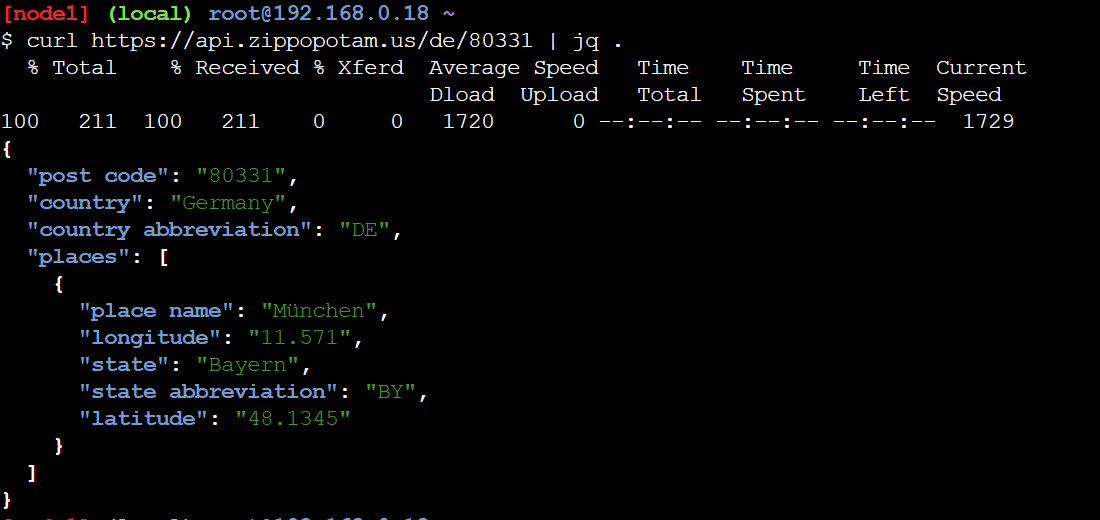 [node1] (local) root@192.168.0.18 ~
$ curl https://api.zippopotam.us/de/80331 | jq .
  % Total    % Received % Xferd  Average Speed   Time    Time     Time  Current
                                 Dload  Upload   Total   Spent    Left  Speed
100   211  100   211    0     0   1720      0 --:--:-- --:--:-- --:--:--  1729
{
  "post code": "80331",
  "country": "Germany",
  "country abbreviation": "DE",
  "places": [
    {
      "place name": "München",
      "longitude": "11.571",
      "state": "Bayern",
      "state abbreviation": "BY",
      "latitude": "48.1345"
    }
  ]
}